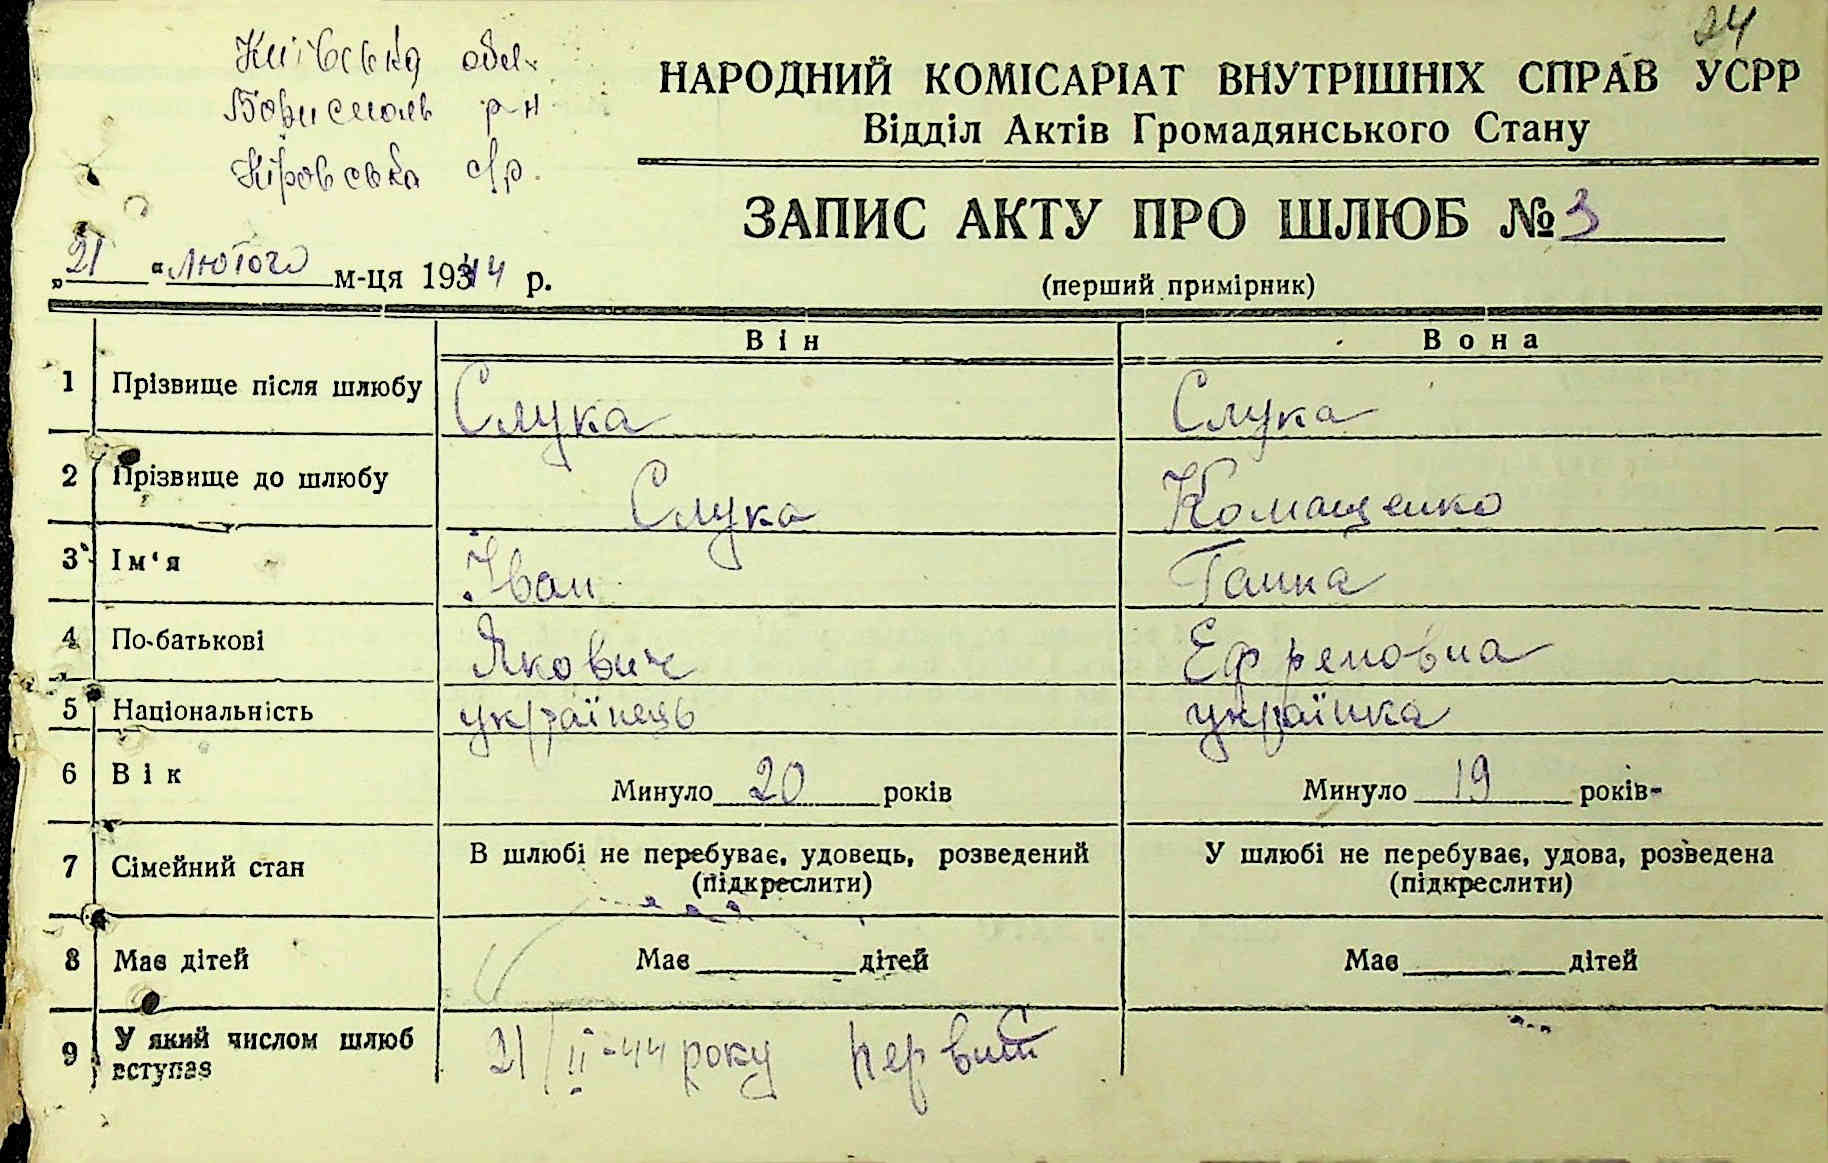 24
Київська обл.
Борисполь р-н
Кіровська с/р.
НАРОДНИЙ КОМІСАРІАТ ВНУТРІШНІХ СПРАВ УСРР
Відділ Актів Громадянського Стану
ЗАПИС АКТУ ПРО ШЛЮБ № 3
„21 “ лютого м-ця 1944 р.
(перший примірник)
Він Вона
1 Прізвище після шлюбу Слука Слука
2 Прізвище до шлюбу Слука Комащенко
3 Ім'я Іван Ганна
4 По-батькові Якович Ефремовна
5 Національність українець українка
6 Вік Минуло 20 років Минуло 19 років
7 Сімейний стан В шлюбі не перебуває, удовець, розведений У шлюбі не перебуває, удова, розведена
(підкреслити) (підкреслити)
8 Має дітей Має дітей Має дітей
9 У який числом шлюб 21/II-44 року первий
вступав